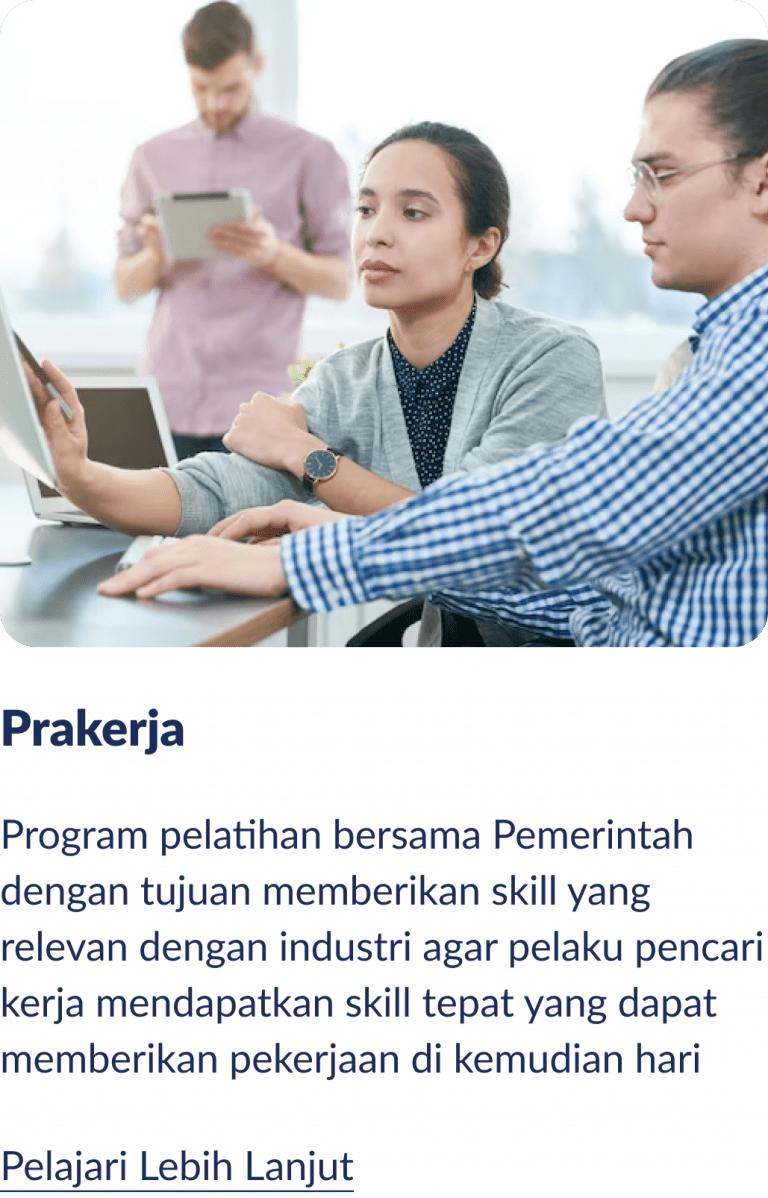 Prakerja
Program pelatihan bersama Pemerintah
dengan tujuan memberikan skill yang
relevan dengan industri agar pelaku pencari
kerja mendapatkan skill tepat yang dapat
memberikan pekerjaan di kemudian hari
Pelajari Lebih Lanjut